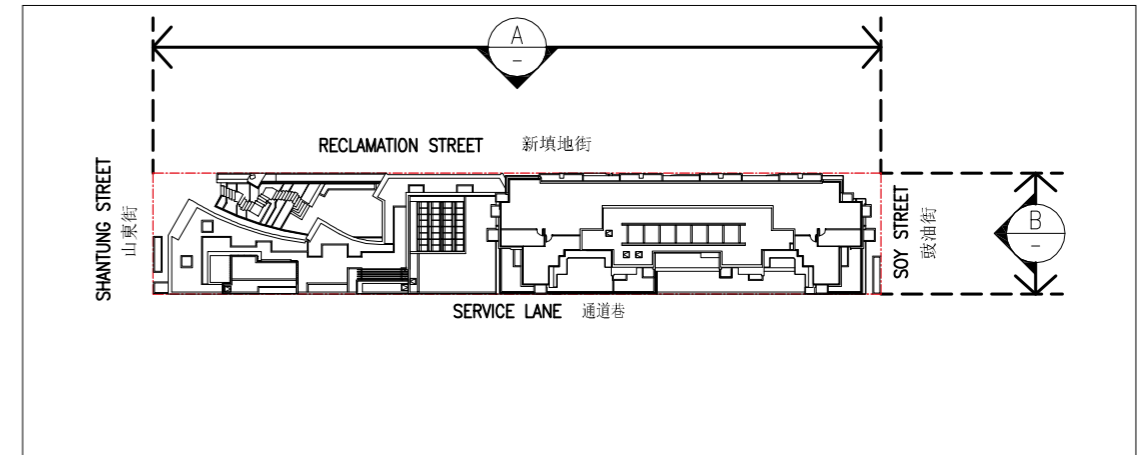 A
-
RECLAMATION STREET 新填地街
SHANTUNG STREET
山東街
SOY STREET
豉油街
B
-
SERVICE LANE 通道巷